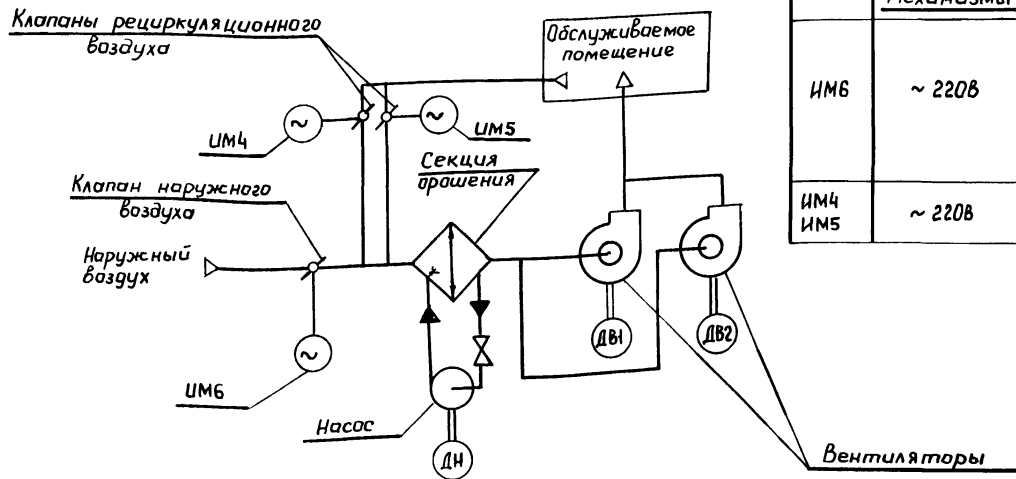 Клапаны рециркуляционного
воздуха
Обслуживаемое
помещение
ИМ4
ИМ5
Секция
орошения
Клапан наружного
воздуха
Наружный
воздух
ИМ6
Насос
ДН
ДВ1
ДВ2
Вентиляторы
ИМ6
~ 220В
ИМ4
ИМ5
~ 220В